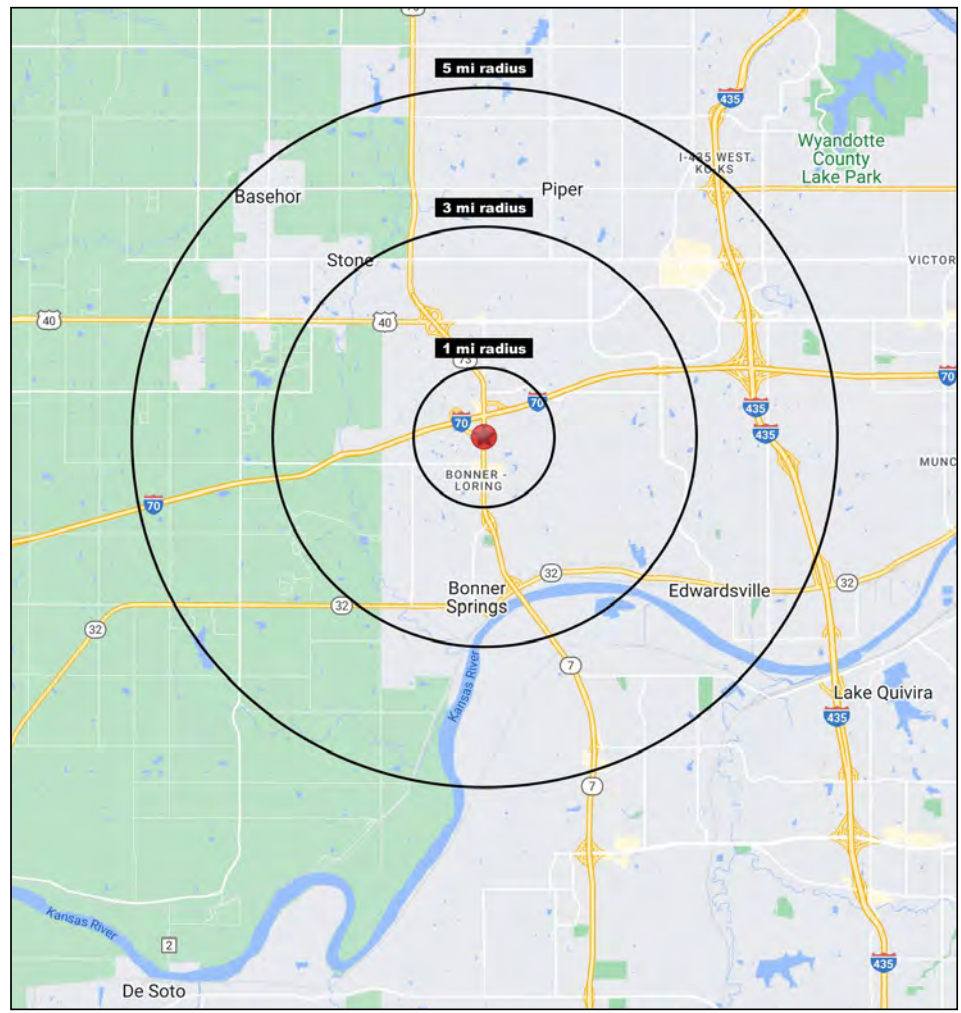 5 mi radius
435
Wyandotte
County
Lake Park
I-435 WEST
Basehor
Piper
3 mi radius
Stone
VICTOR
40
40
1 mi radius
73
70
70
70
435
435
BONNER -
LORING
MUNC
70
32
Bonner
Springs
Edwardsville
32
32
32
Kansas River
7
Lake Quivira
435
7
Kansas River
2
435
De Soto